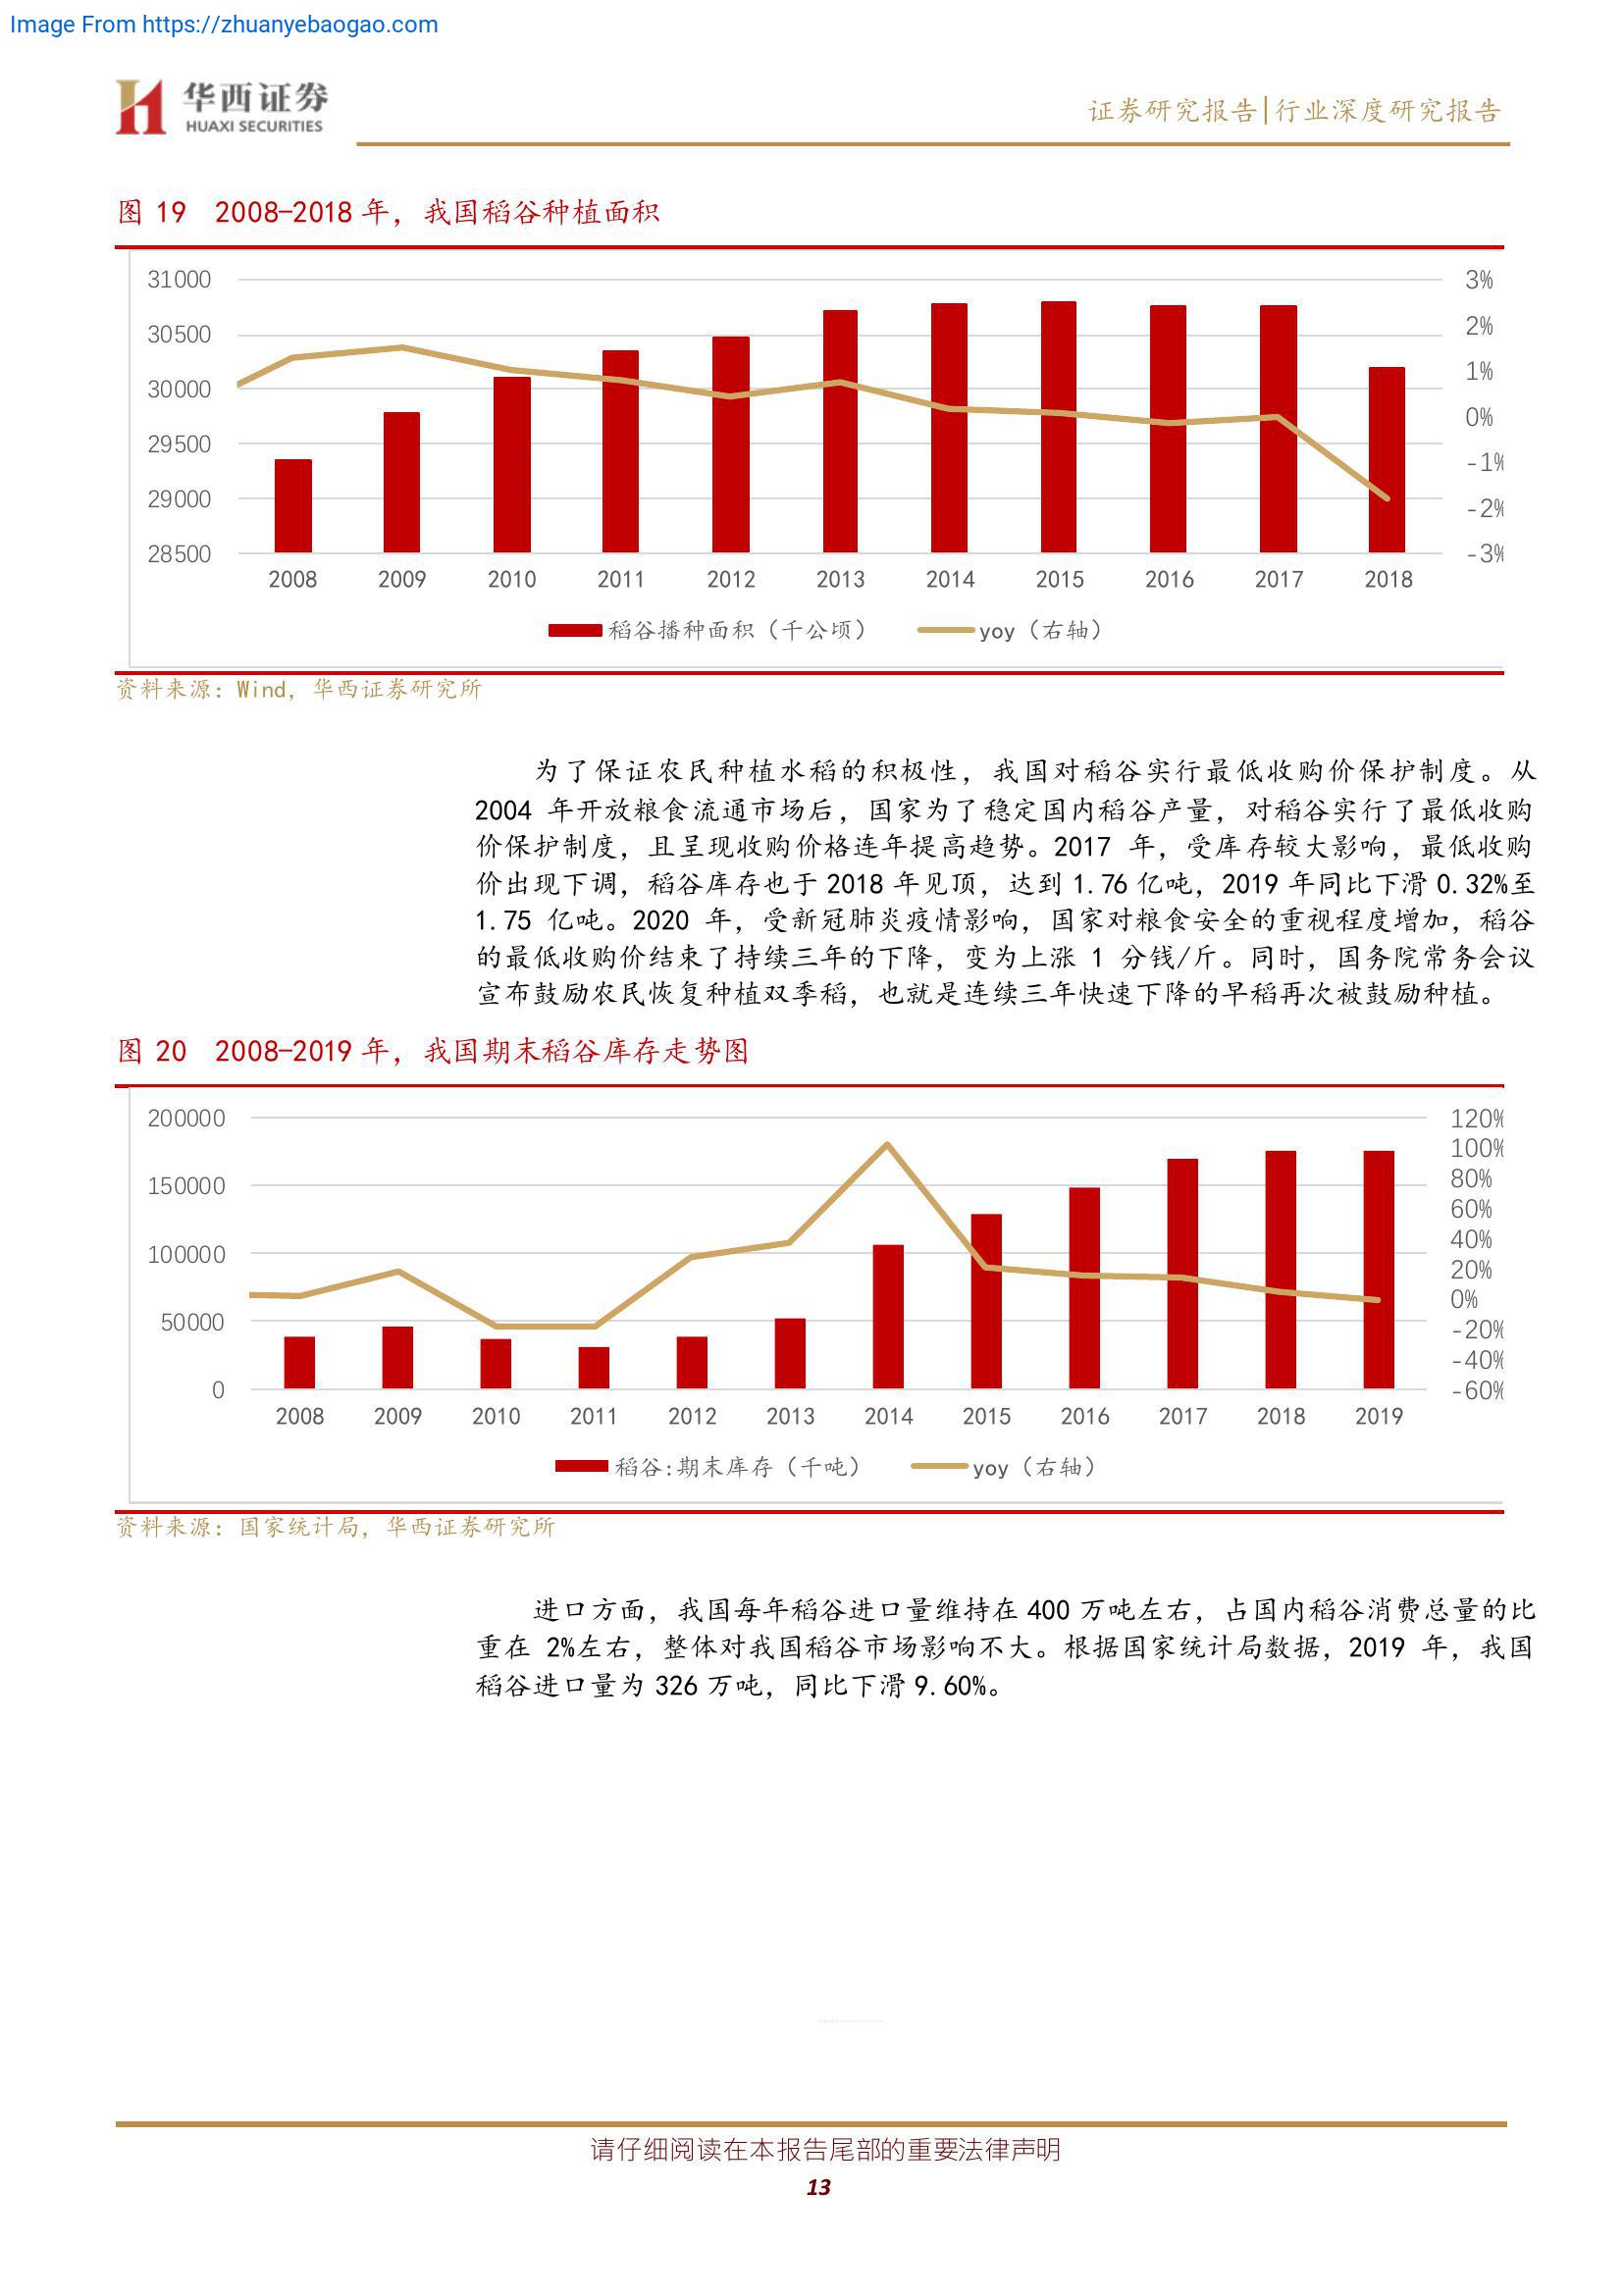 Image From https://zhuanyebaogao.com
华西证券
HUAXI SECURITIES
证券研究报告|行业深度研究报告
图 19 2008-2018 年，我国稻谷种植面积
31000
30500
30000
29500
29000
28500
3%
2%
1%
0%
-1%
-2%
-3%
2008 2009 2010 2011 2012 2013 2014 2015 2016 2017 2018
稻谷播种面积（千公顷） yoy（右轴）
资料来源：Wind，华西证券研究所
为了保证农民种植水稻的积极性，我国对稻谷实行最低收购价保护制度。从
2004 年开放粮食流通市场后，国家为了稳定国内稻谷产量，对稻谷实行了最低收购
价保护制度，且呈现收购价格连年提高趋势。2017 年，受库存较大影响，最低收购
价出现下调，稻谷库存也于 2018 年见顶，达到 1.76 亿吨，2019 年同比下滑 0.32%至
1.75 亿吨。2020 年，受新冠肺炎疫情影响，国家对粮食安全的重视程度增加，稻谷
的最低收购价结束了持续三年的下降，变为上涨 1 分钱/斤。同时，国务院常务会议
宣布鼓励农民恢复种植双季稻，也就是连续三年快速下降的早稻再次被鼓励种植。
图 20 2008-2019 年，我国期末稻谷库存走势图
200000
150000
100000
50000
0
120%
100%
80%
60%
40%
20%
0%
-20%
-40%
-60%
2008 2009 2010 2011 2012 2013 2014 2015 2016 2017 2018 2019
稻谷:期末库存（千吨） yoy（右轴）
资料来源：国家统计局，华西证券研究所
进口方面，我国每年稻谷进口量维持在 400 万吨左右，占国内稻谷消费总量的比
重在 2%左右，整体对我国稻谷市场影响不大。根据国家统计局数据，2019 年，我国
稻谷进口量为 326 万吨，同比下滑 9.60%。
请仔细阅读在本报告尾部的重要法律声明
13